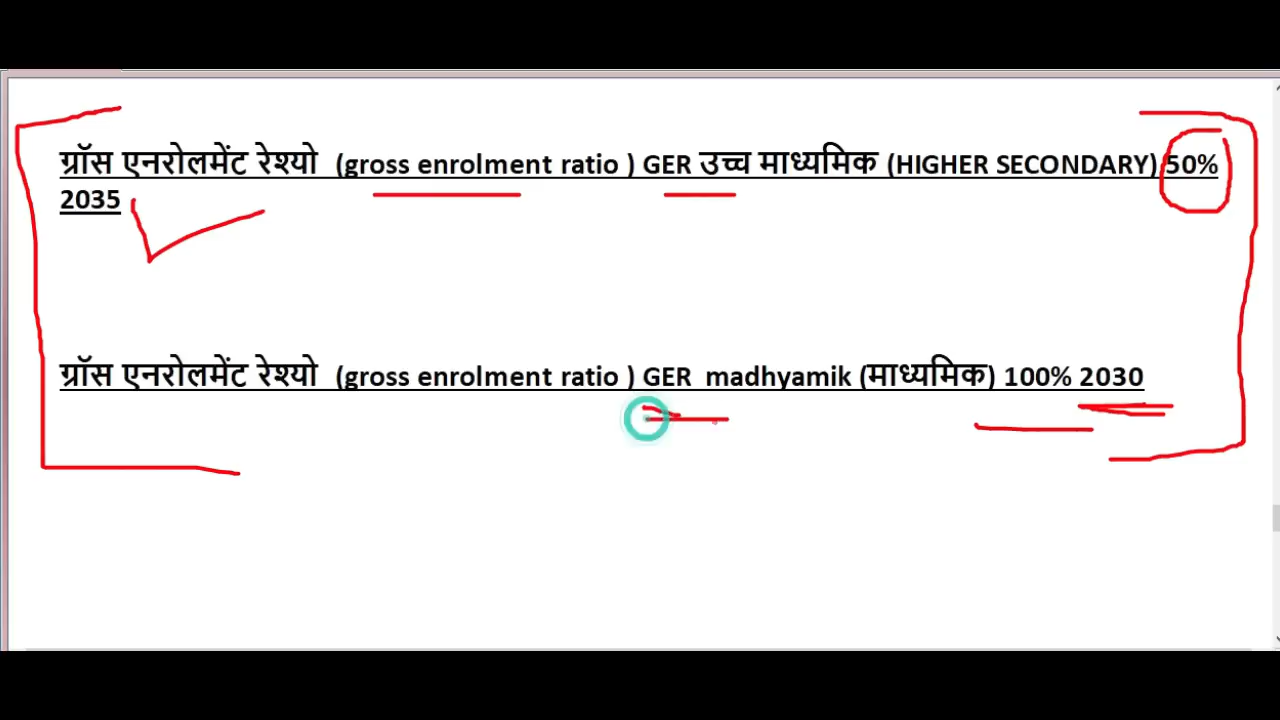 ग्रॉस एनरोलमेंट रेश्यो (gross enrolment ratio ) GER उच्च माध्यमिक (HIGHER SECONDARY) 50%
2035
ग्रॉस एनरोलमेंट रेश्यो (gross enrolment ratio ) GER madhyamik (माध्यमिक) 100% 2030